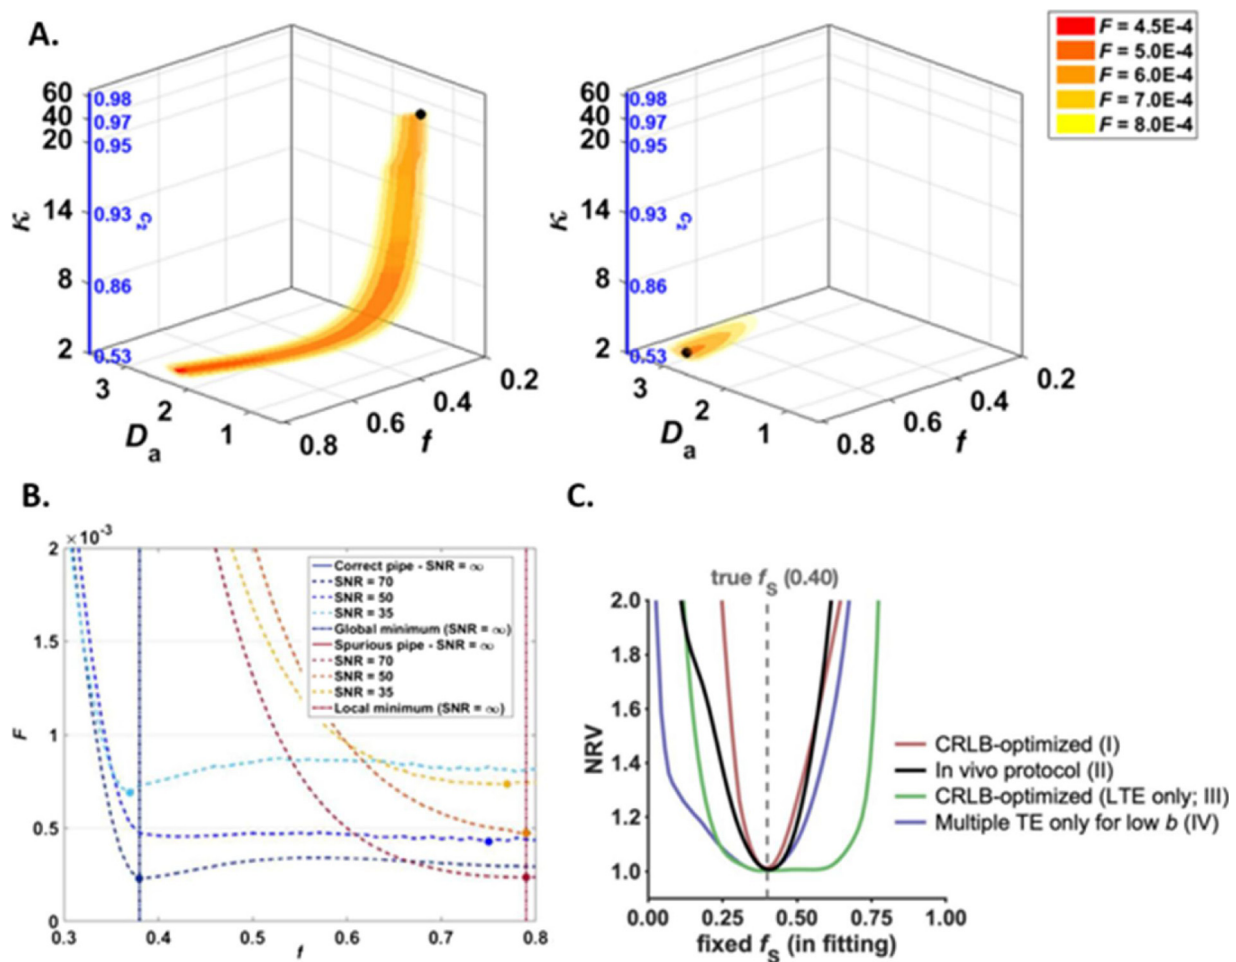 A.
F = 4.5E-4
F = 5.0E-4
F = 6.0E-4
F = 7.0E-4
F = 8.0E-4
60
40
20
14
8
2
κ
0.98
0.97
0.95
0.93
0.86
0.53
c2
3
2
1
Da
0.8
0.6
0.4
0.2
f
60
40
20
14
8
2
κ
0.98
0.97
0.95
0.93
0.86
0.53
c2
3
2
1
Da
0.8
0.6
0.4
0.2
f
B.
×10-3
2
1.5
1
0.5
0
F
0.3
0.4
0.5
0.6
0.7
0.8
f
Correct pipe - SNR = ∞
SNR = 70
SNR = 50
SNR = 35
Global minimum (SNR = ∞)
Spurious pipe - SNR = ∞
SNR = 70
SNR = 50
SNR = 35
Local minimum (SNR = ∞)
C.
true fS (0.40)
2.0
1.8
1.6
1.4
1.2
1.0
NRV
0.00
0.25
0.50
0.75
1.00
fixed fS (in fitting)
CRLB-optimized (I)
In vivo protocol (II)
CRLB-optimized (LTE only; III)
Multiple TE only for low b (IV)